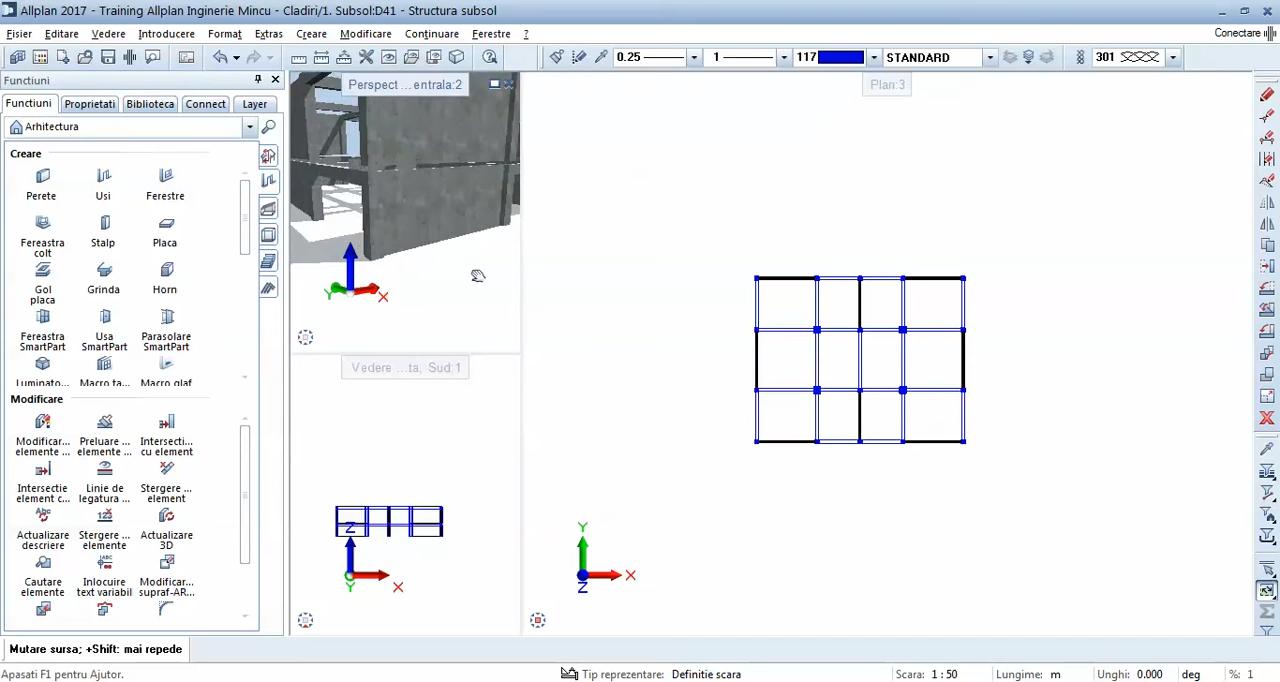 Allplan 2017 - Training Allplan Inginerie Mincu - Cladiri/1. Subsol:D41 - Structura subsol
Fisier Editare Vedere Introducere Format Extras Creare Modificare Continuare Ferestre ?
Conectare
0.25 1 117 STANDARD 301
Functiuni
Functiuni Proprietati Biblioteca Connect Layer
Arhitectura
Creare
Perete Usi Ferestre
Fereastra colt Stalp Placa
Gol placa Grinda Horn
Fereastra SmartPart Usa SmartPart Parasolare SmartPart
Luminato... Macro ta... Macro glaf
Modificare
Modificar... elemente ... Preluare ... elemente ... Intersecti... cu element
Intersectie element c... Linie de legatura ... Stergere ... element
Actualizare descriere Stergere ... elemente Actualizare 3D
Cautare elemente Inlocuire text variabil Modificar... supraf-AR...
Perspect ...entrala:2
Plan:3
Y X
Vedere ...ta, Sud:1
Z
Y X
Y
Z X
Mutare sursa; +Shift: mai repede
Apasati F1 pentru Ajutor.
Tip reprezentare: Definitie scara Scara: 1 : 50 Lungime: m Unghi: 0.000 deg %: 1